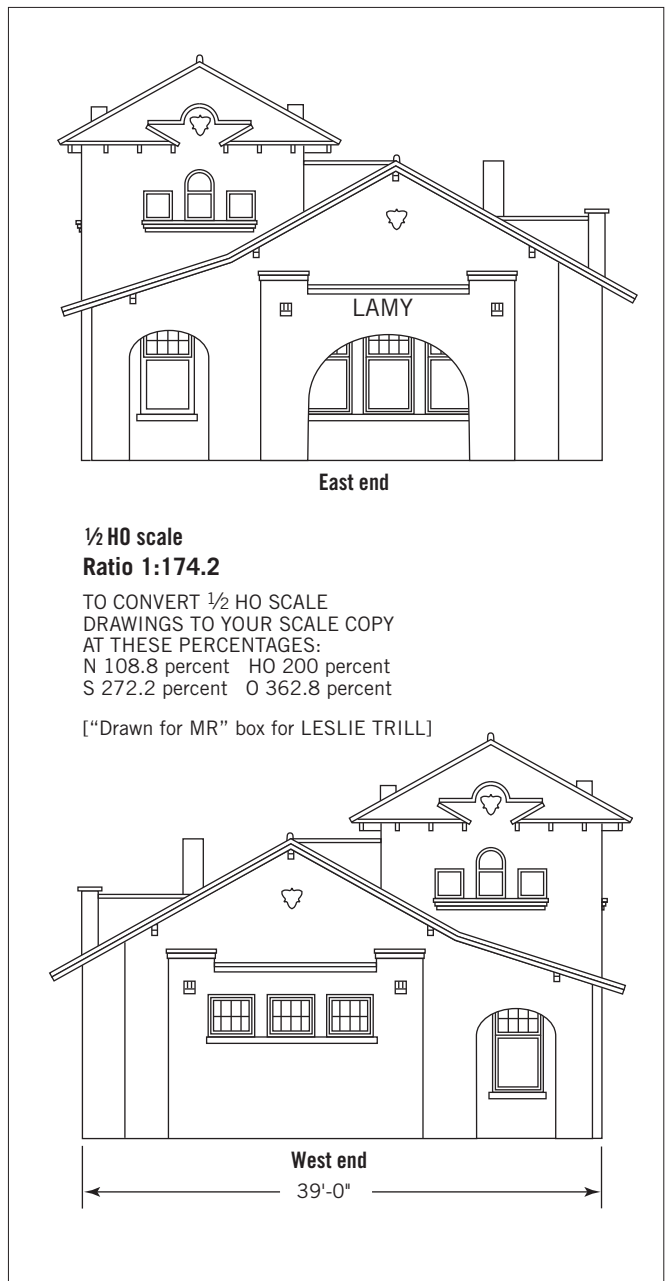 LAMY
East end
½ HO scale
Ratio 1:174.2
TO CONVERT ½ HO SCALE
DRAWINGS TO YOUR SCALE COPY
AT THESE PERCENTAGES:
N 108.8 percent HO 200 percent
S 272.2 percent O 362.8 percent
[“Drawn for MR” box for LESLIE TRILL]
West end
39'-0"